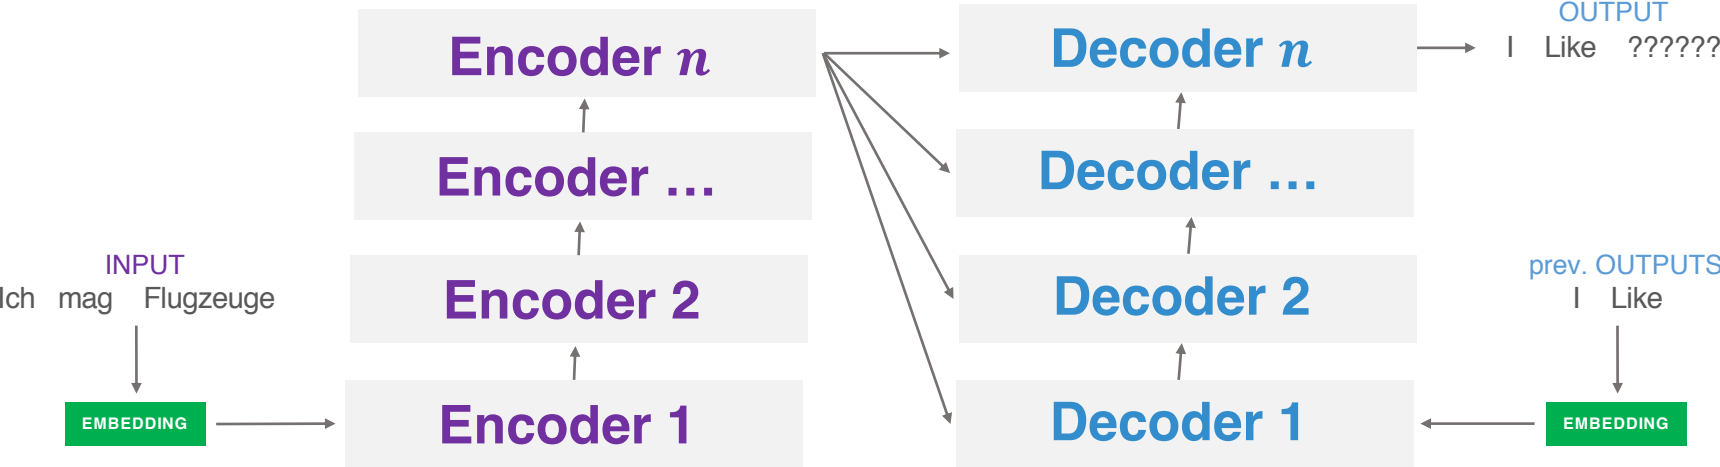 INPUT
Ich mag Flugzeuge
EMBEDDING
Encoder n
Encoder ...
Encoder 2
Encoder 1
Decoder n
Decoder ...
Decoder 2
Decoder 1
OUTPUT
I Like ??????
prev. OUTPUTS
I Like
EMBEDDING